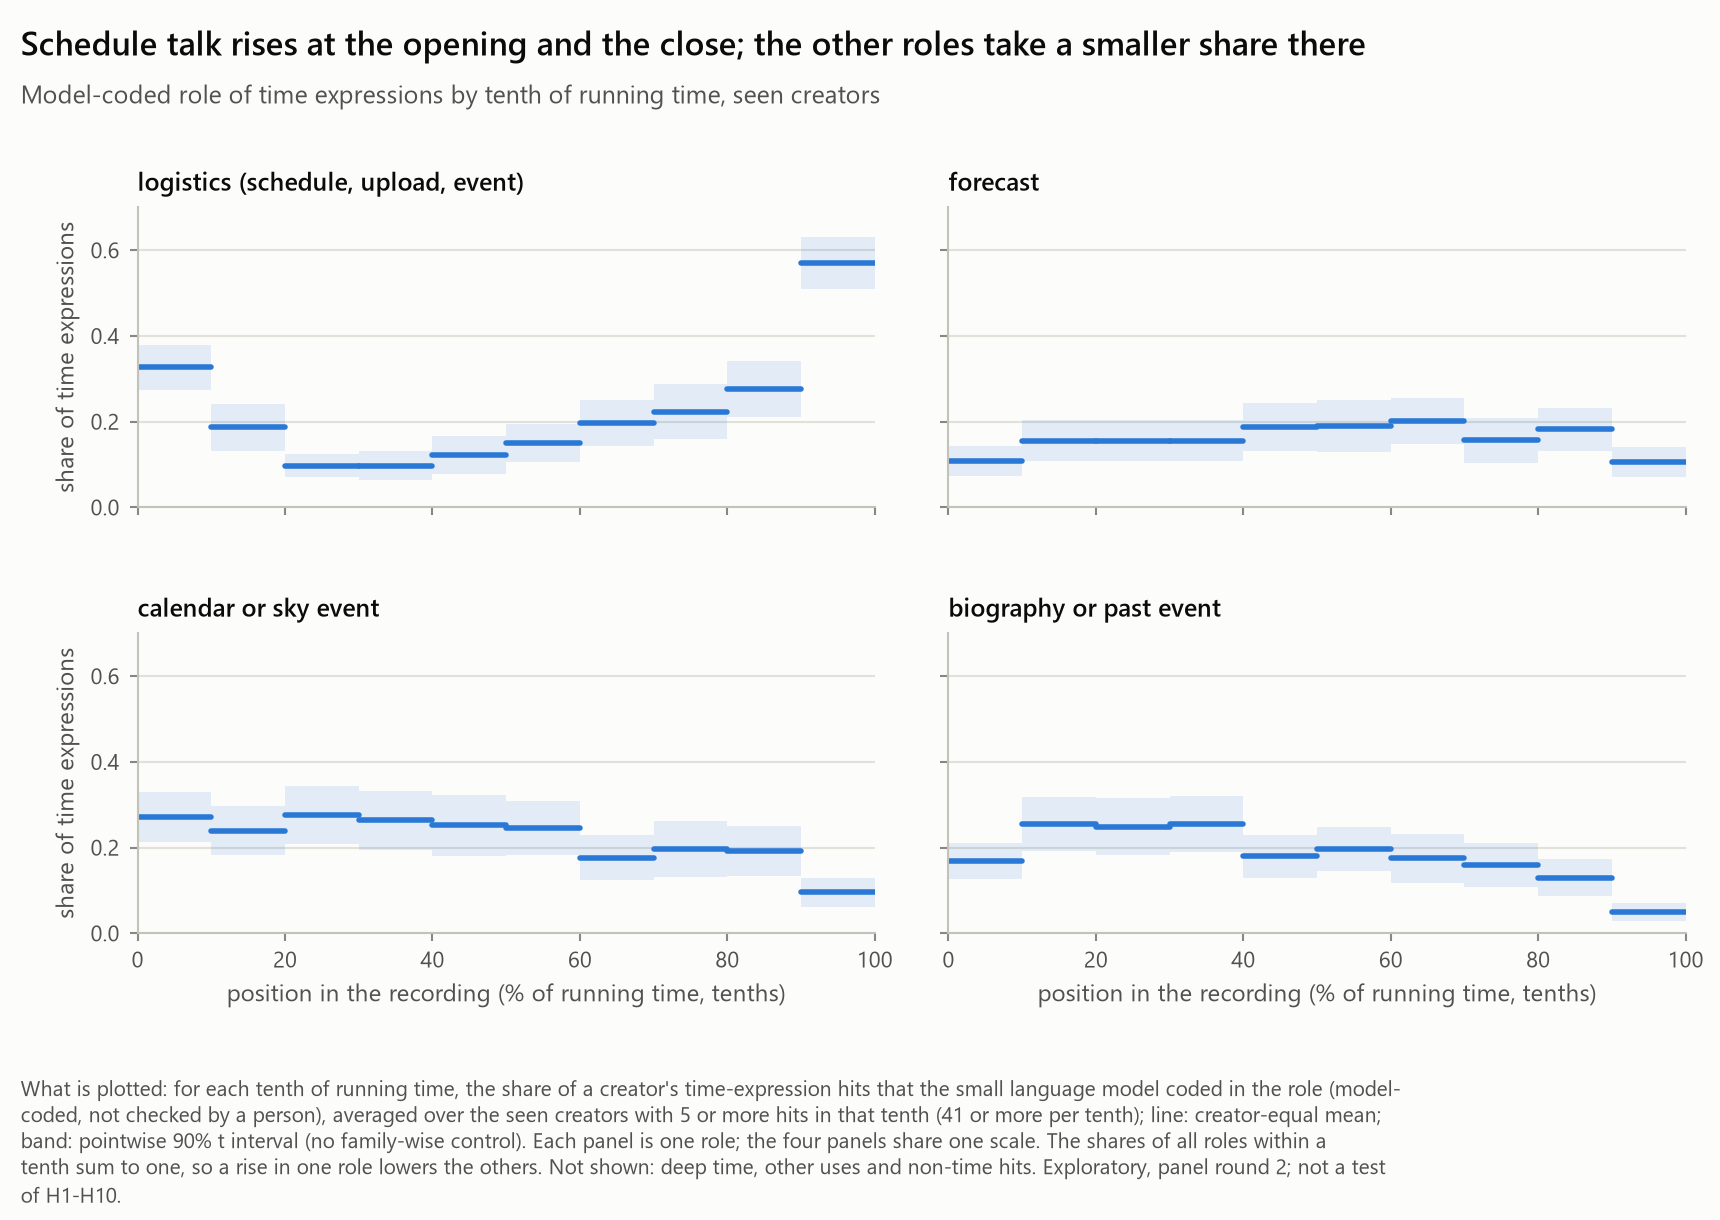 Schedule talk rises at the opening and the close; the other roles take a smaller share there
Model-coded role of time expressions by tenth of running time, seen creators
logistics (schedule, upload, event)
forecast
share of time expressions
0.6
0.4
0.2
0.0
calendar or sky event
biography or past event
share of time expressions
0.6
0.4
0.2
0.0
0 20 40 60 80 100
0 20 40 60 80 100
position in the recording (% of running time, tenths)
position in the recording (% of running time, tenths)
What is plotted: for each tenth of running time, the share of a creator's time-expression hits that the small language model coded in the role (model-
coded, not checked by a person), averaged over the seen creators with 5 or more hits in that tenth (41 or more per tenth); line: creator-equal mean;
band: pointwise 90% t interval (no family-wise control). Each panel is one role; the four panels share one scale. The shares of all roles within a
tenth sum to one, so a rise in one role lowers the others. Not shown: deep time, other uses and non-time hits. Exploratory, panel round 2; not a test
of H1-H10.